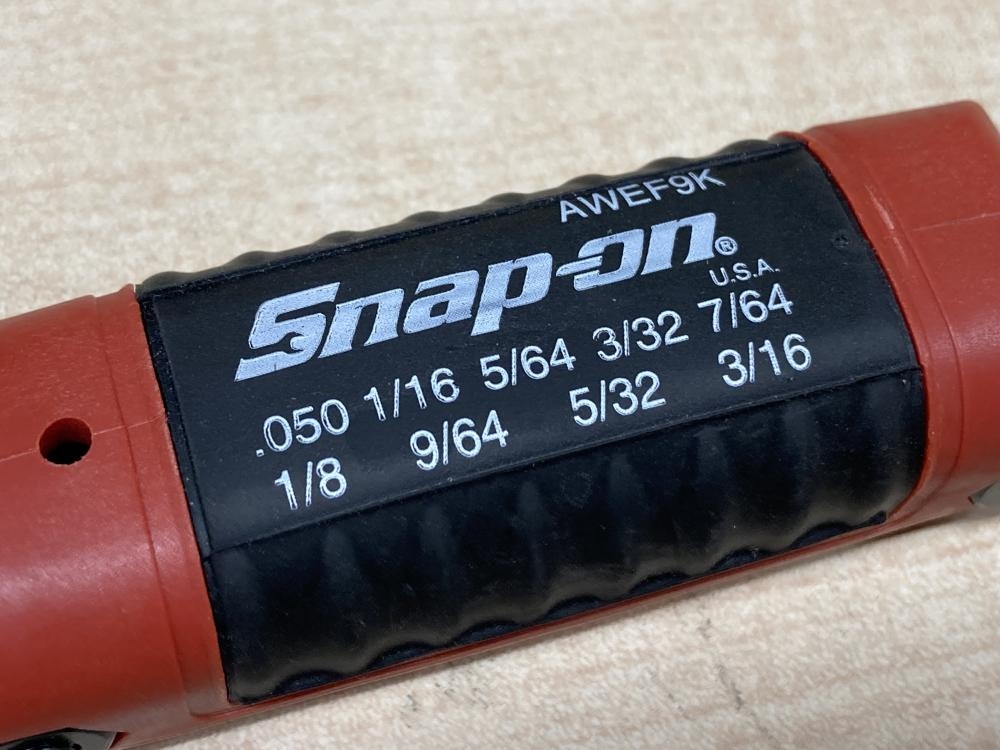 AWEF9K
Snap-on®
U.S.A.
.050 1/16 5/64 3/32 7/64
1/8 9/64 5/32 3/16